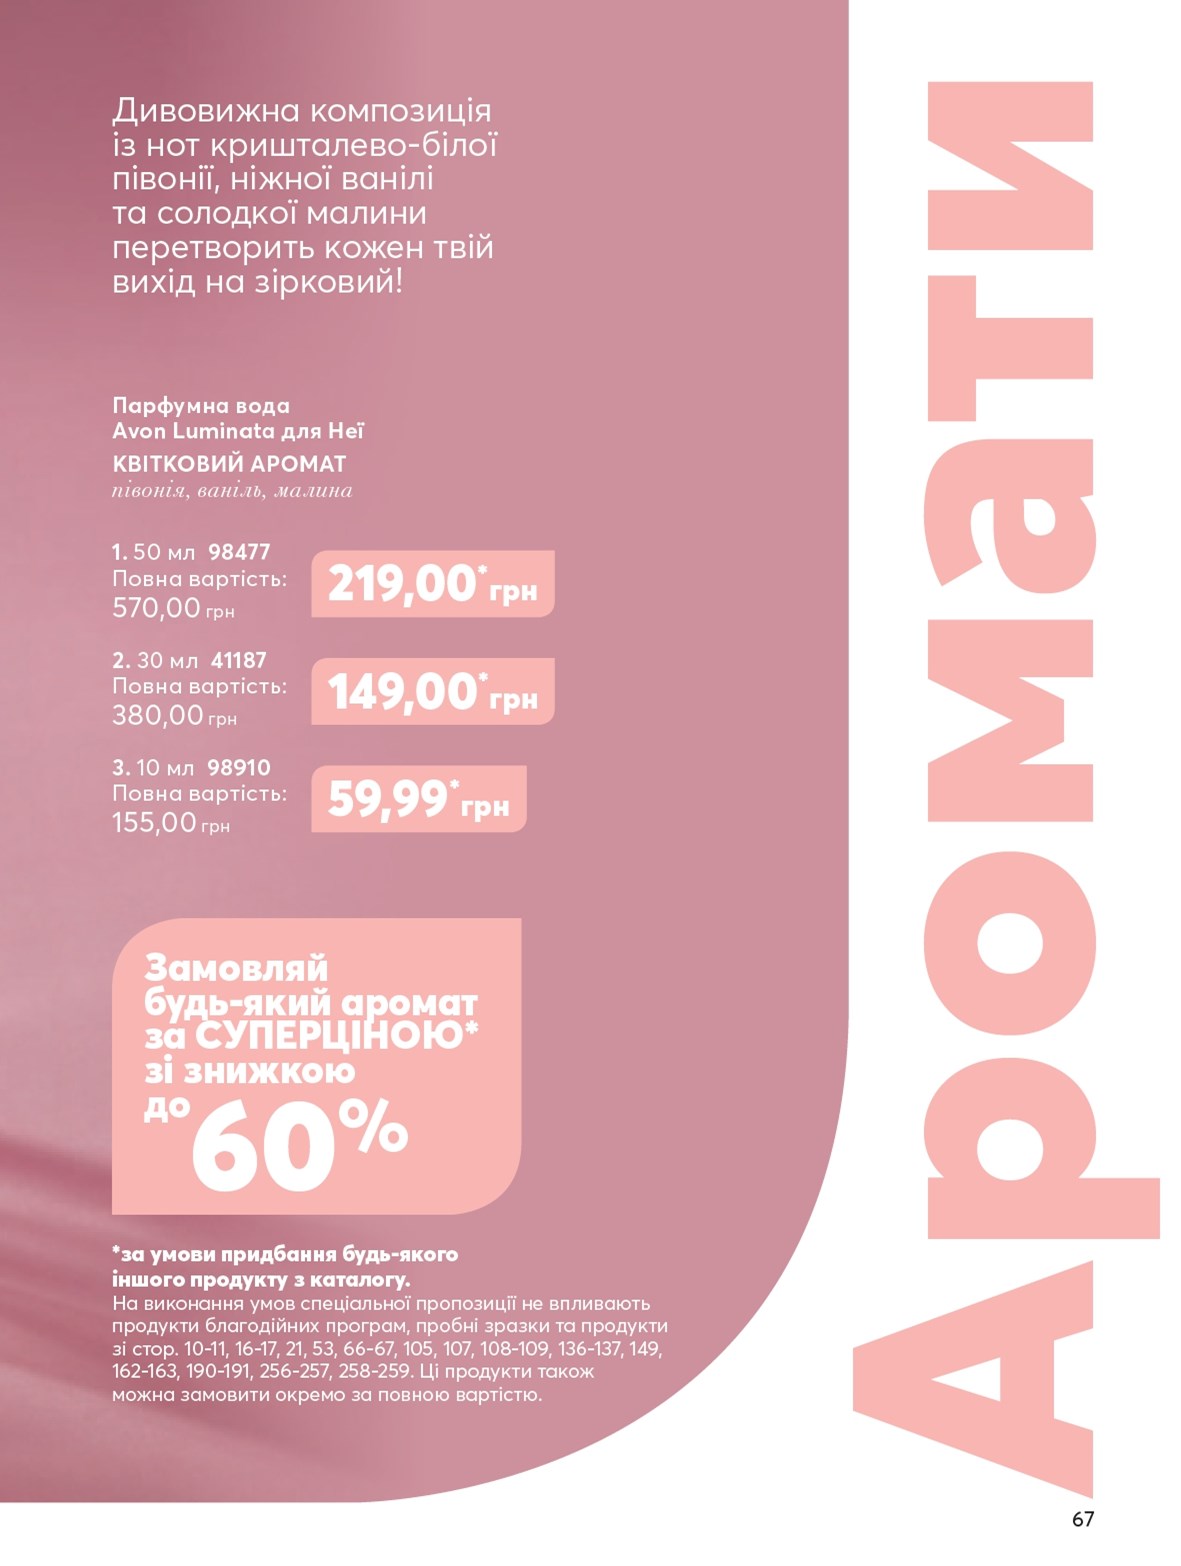 Дивовижна композиція
із нот кришталево-білої
півонії, ніжної ванілі
та солодкої малини
перетворить кожен твій
вихід на зірковий!
Парфумна вода
Avon Luminata для Неї
КВІТКОВИЙ АРОМАТ
півонія, ваніль, малина
1. 50 мл 98477
Повна вартість:
570,00 грн
219,00* грн
2. 30 мл 41187
Повна вартість:
380,00 грн
149,00* грн
3. 10 мл 98910
Повна вартість:
155,00 грн
59,99* грн
Замовляй
будь-який аромат
за СУПЕРЦІНОЮ*
зі знижкою
до 60%
*за умови придбання будь-якого
іншого продукту з каталогу.
На виконання умов спеціальної пропозиції не впливають
продукти благодійних програм, пробні зразки та продукти
зі стор. 10-11, 16-17, 21, 53, 66-67, 105, 107, 108-109, 136-137, 149,
162-163, 190-191, 256-257, 258-259. Ці продукти також
можна замовити окремо за повною вартістю.
Аромати
67